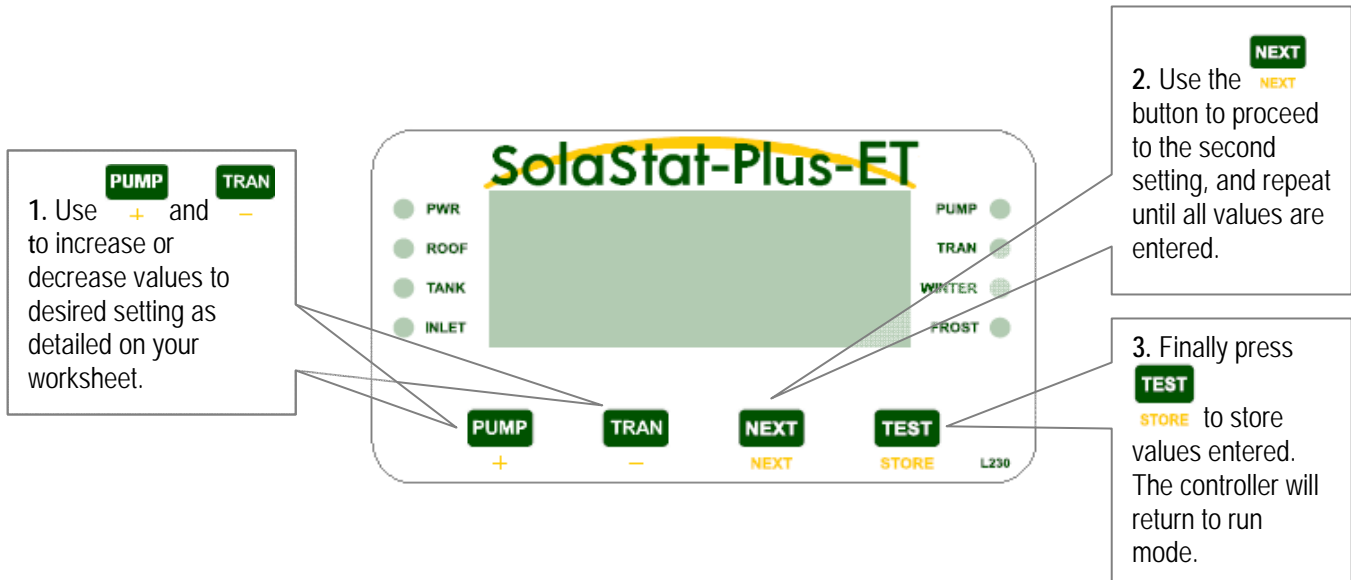 PUMP TRAN
1. Use + and −
to increase or
decrease values to
desired setting as
detailed on your
worksheet.
SolaStat-Plus-ET
PWR
ROOF
TANK
INLET
PUMP
TRAN
WINTER
FROST
PUMP TRAN NEXT TEST
+ − NEXT STORE L230
NEXT
2. Use the NEXT
button to proceed
to the second
setting, and repeat
until all values are
entered.
3. Finally press
TEST
STORE to store
values entered.
The controller will
return to run
mode.